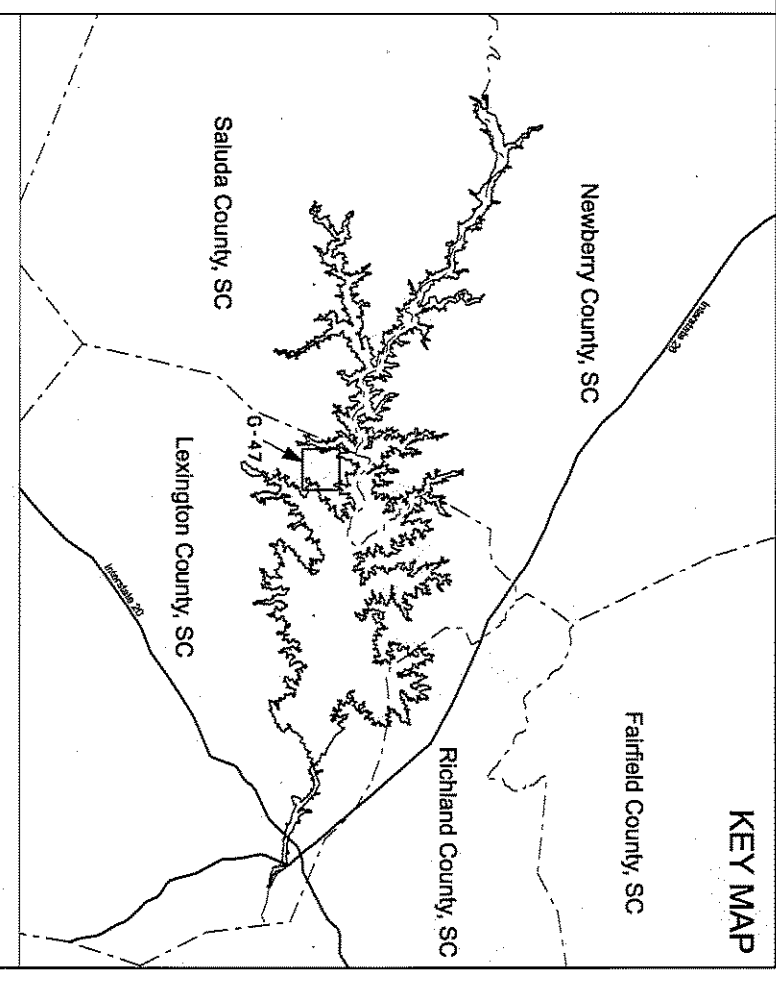 KEY MAP
Fairfield County, SC
Newberry County, SC
Interstate 26
Richland County, SC
Saluda County, SC
G-47
Lexington County, SC
Interstate 20